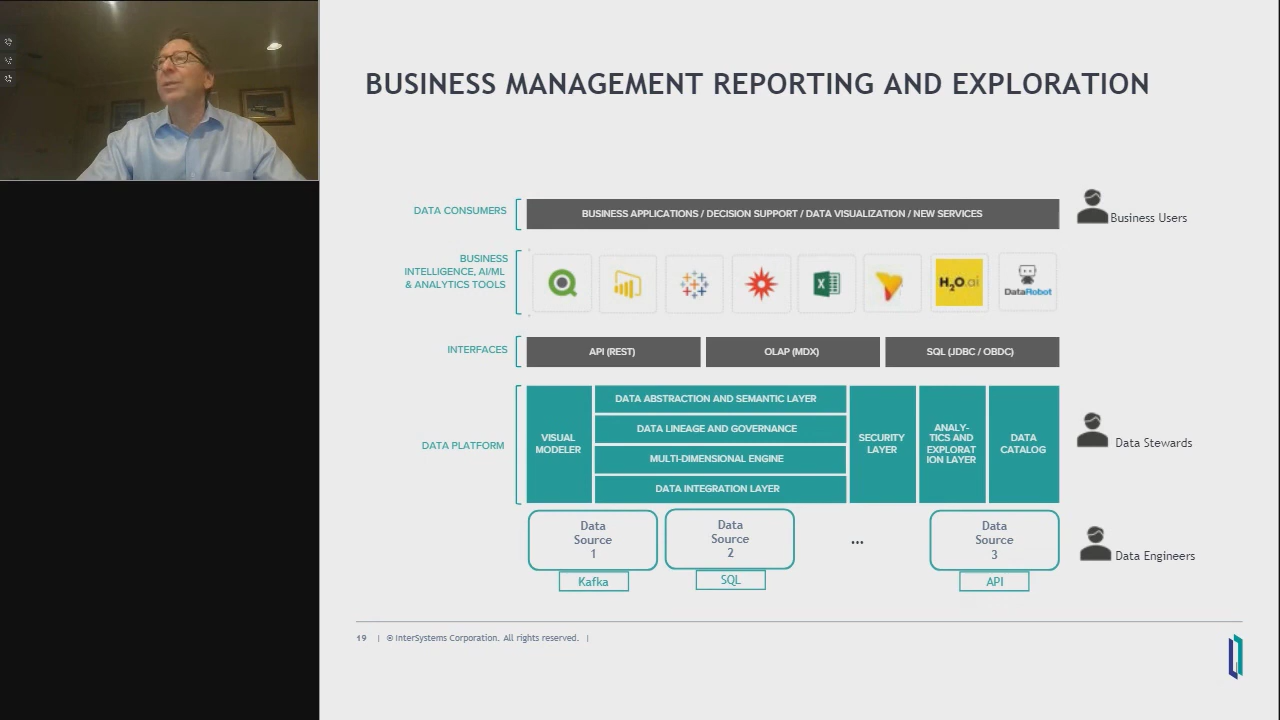 BUSINESS MANAGEMENT REPORTING AND EXPLORATION
DATA CONSUMERS
BUSINESS APPLICATIONS / DECISION SUPPORT / DATA VISUALIZATION / NEW SERVICES
Business Users
BUSINESS
INTELLIGENCE, AI/ML
& ANALYTICS TOOLS
H2O.ai
DataRobot
INTERFACES
API (REST)
OLAP (MDX)
SQL (JDBC / OBDC)
DATA PLATFORM
VISUAL
MODELER
DATA ABSTRACTION AND SEMANTIC LAYER
DATA LINEAGE AND GOVERNANCE
MULTI-DIMENSIONAL ENGINE
DATA INTEGRATION LAYER
SECURITY
LAYER
ANALY-
TICS AND
EXPLORAT
ION LAYER
DATA
CATALOG
Data Stewards
Data
Source
1
Kafka
Data
Source
2
SQL
...
Data
Source
3
API
Data Engineers
19 | © InterSystems Corporation. All rights reserved. |